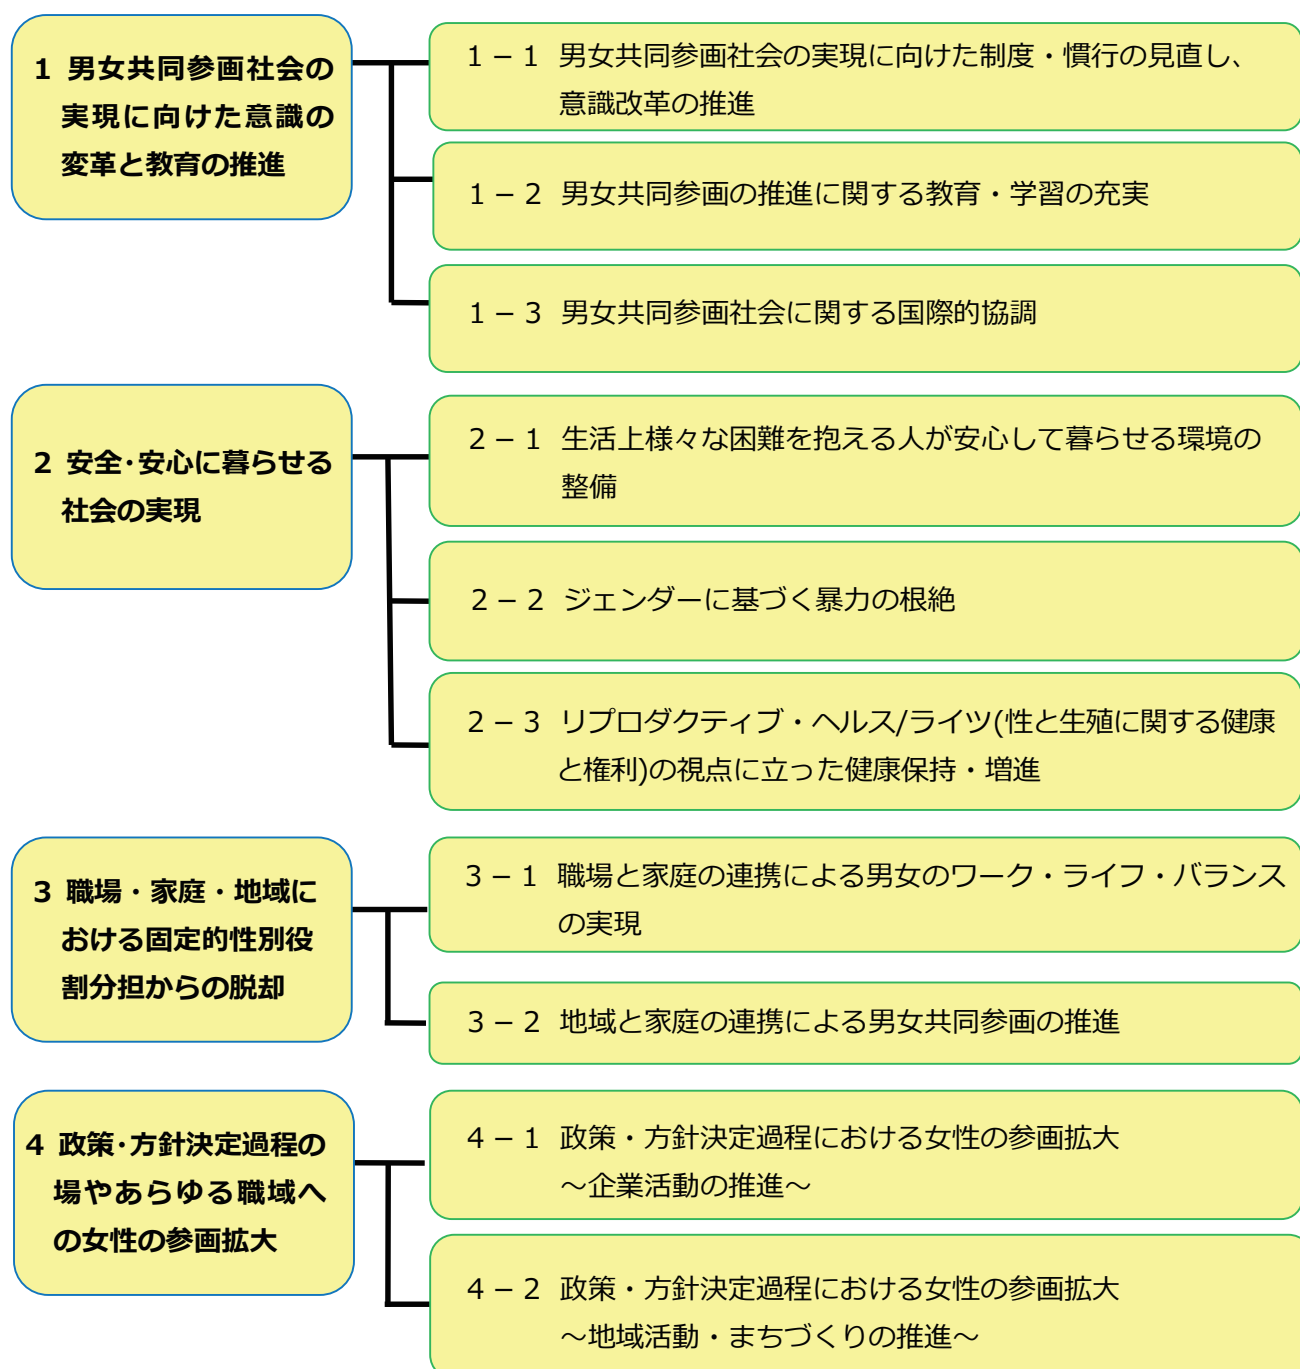 1 男女共同参画社会の
実現に向けた意識の
変革と教育の推進
1－1 男女共同参画社会の実現に向けた制度・慣行の見直し、
意識改革の推進
1－2 男女共同参画の推進に関する教育・学習の充実
1－3 男女共同参画社会に関する国際的協調
2 安全･安心に暮らせる
社会の実現
2－1 生活上様々な困難を抱える人が安心して暮らせる環境の
整備
2－2 ジェンダーに基づく暴力の根絶
2－3 リプロダクティブ・ヘルス/ライツ(性と生殖に関する健康
と権利)の視点に立った健康保持・増進
3 職場・家庭・地域に
おける固定的性別役
割分担からの脱却
3－1 職場と家庭の連携による男女のワーク・ライフ・バランス
の実現
3－2 地域と家庭の連携による男女共同参画の推進
4 政策･方針決定過程の
場やあらゆる職域へ
の女性の参画拡大
4－1 政策・方針決定過程における女性の参画拡大
～企業活動の推進～
4－2 政策・方針決定過程における女性の参画拡大
～地域活動・まちづくりの推進～